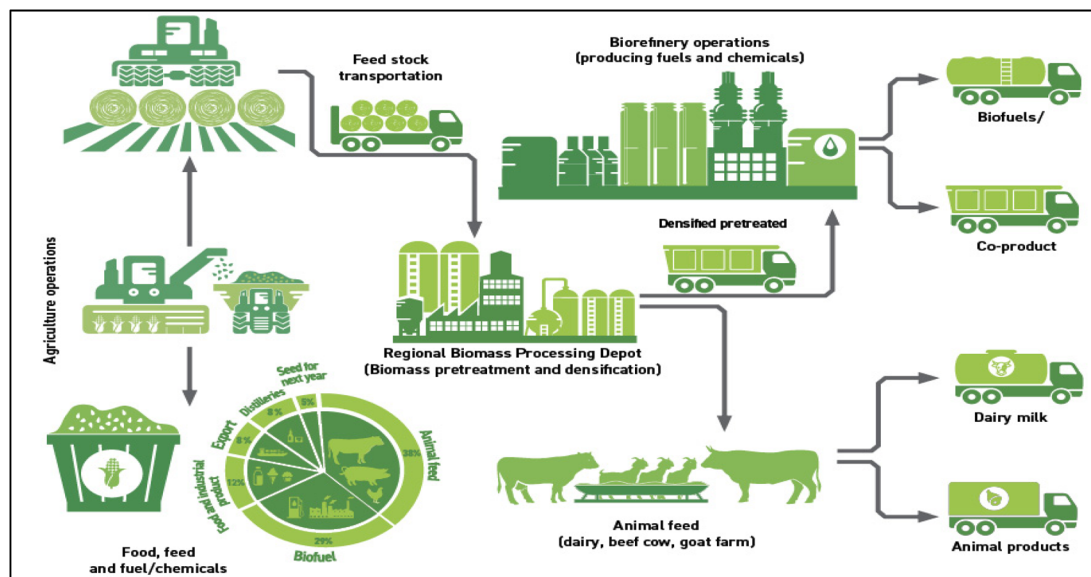 Feed stock
transportation
Biorefinery operations
(producing fuels and chemicals)
Biofuels/
Co-product
Densified pretreated
Agriculture operations
Regional Biomass Processing Depot
(Biomass pretreatment and densification)
Seed for
next year
5%
Distilleries
8%
Export
8%
Food and industrial
product
12%
Biofuel
29%
Animal feed
38%
Dairy milk
Animal products
Animal feed
(dairy, beef cow, goat farm)
Food, feed
and fuel/chemicals